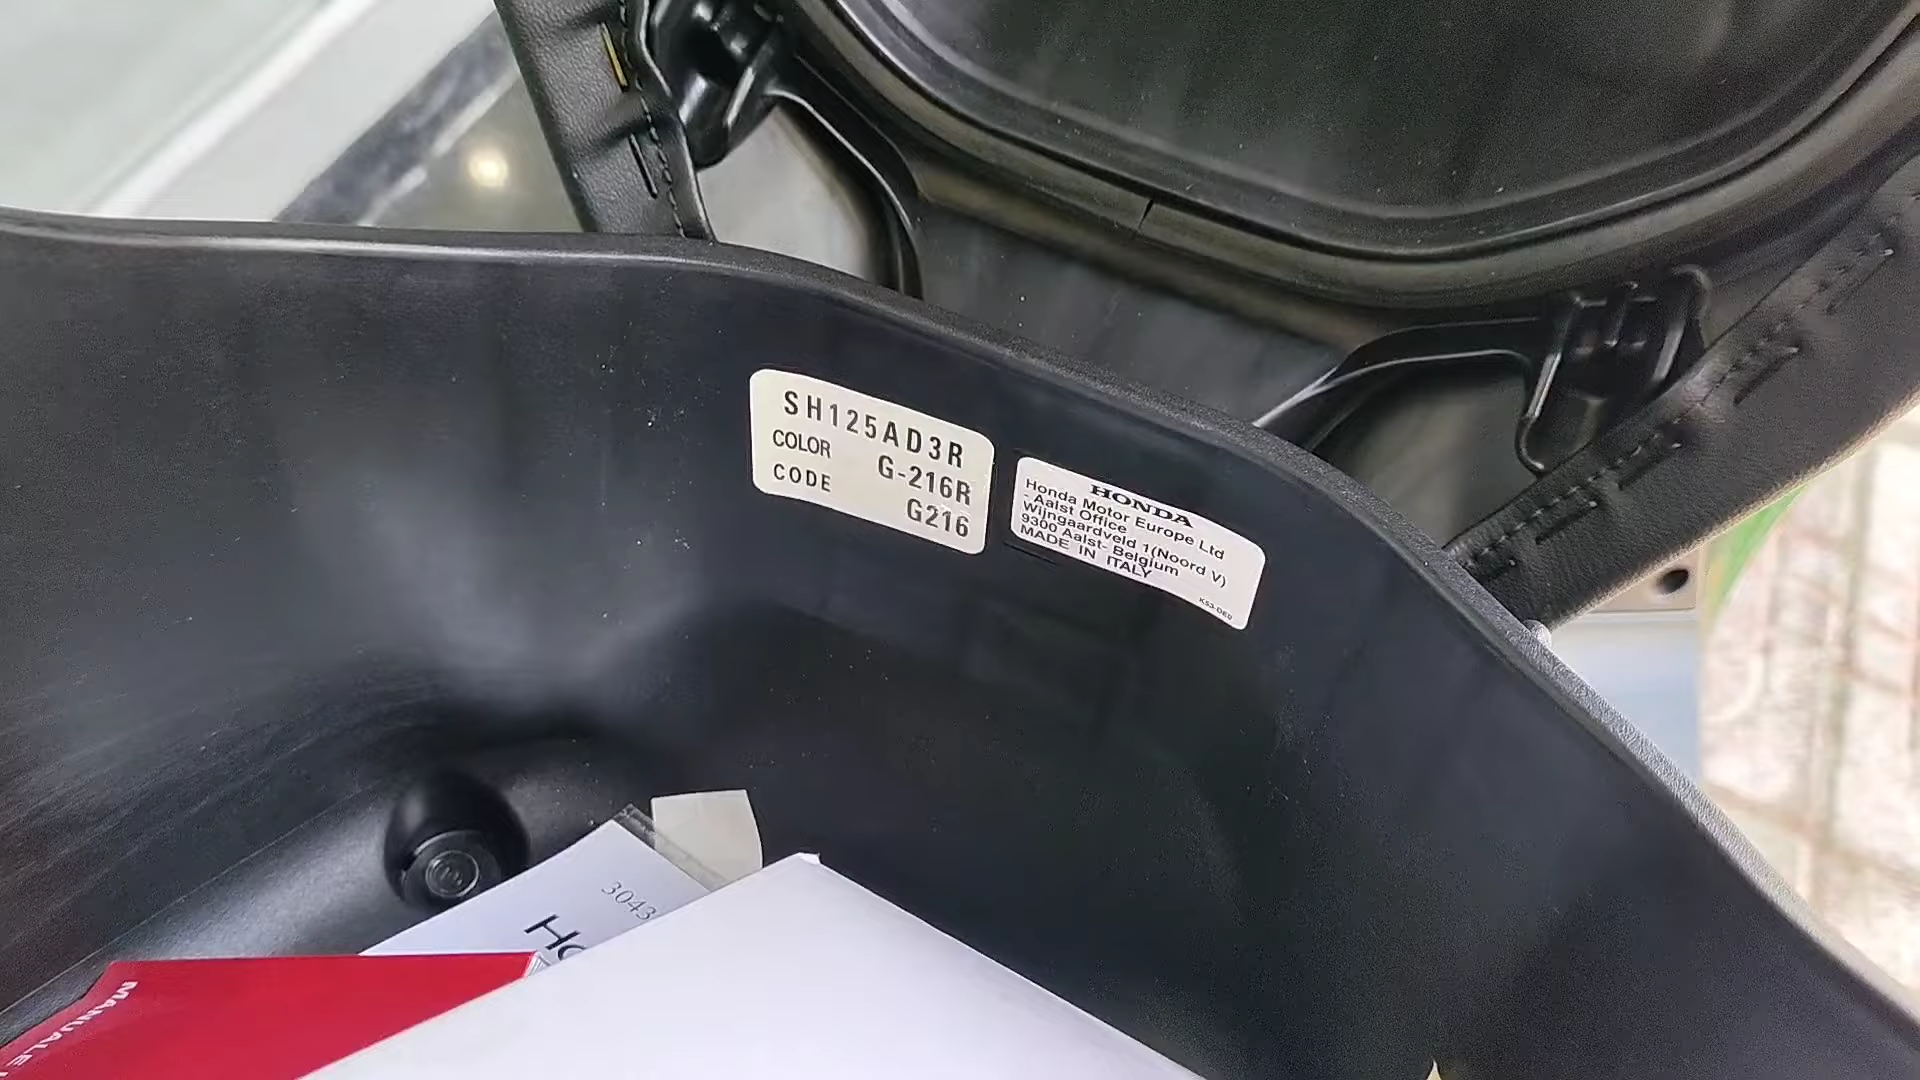 SH125AD3R
COLOR G-216R
CODE G216
HONDA
Honda Motor Europe Ltd
- Aalst Office
Wijngaardveld 1(Noord V)
9300 Aalst- Belgium
MADE IN ITALY
3043
MANUALE